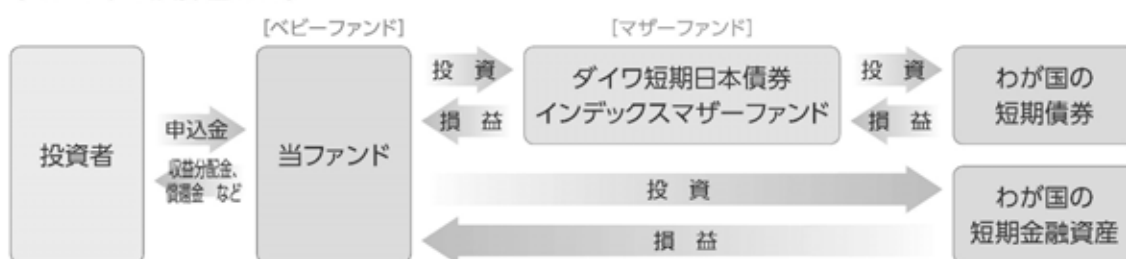 [ベビーファンド]
[マザーファンド]
投資者
申込金
収益分配金、
償還金 など
当ファンド
投 資
損 益
ダイワ短期日本債券
インデックスマザーファンド
投 資
損 益
わが国の
短期債券
投 資
損 益
わが国の
短期金融資産